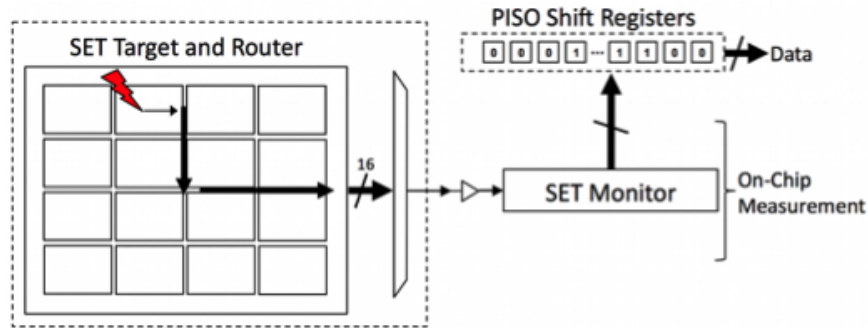 PISO Shift Registers
SET Target and Router
0 0 0 1 ... 1 1 0 0
Data
16
SET Monitor
On-Chip
Measurement